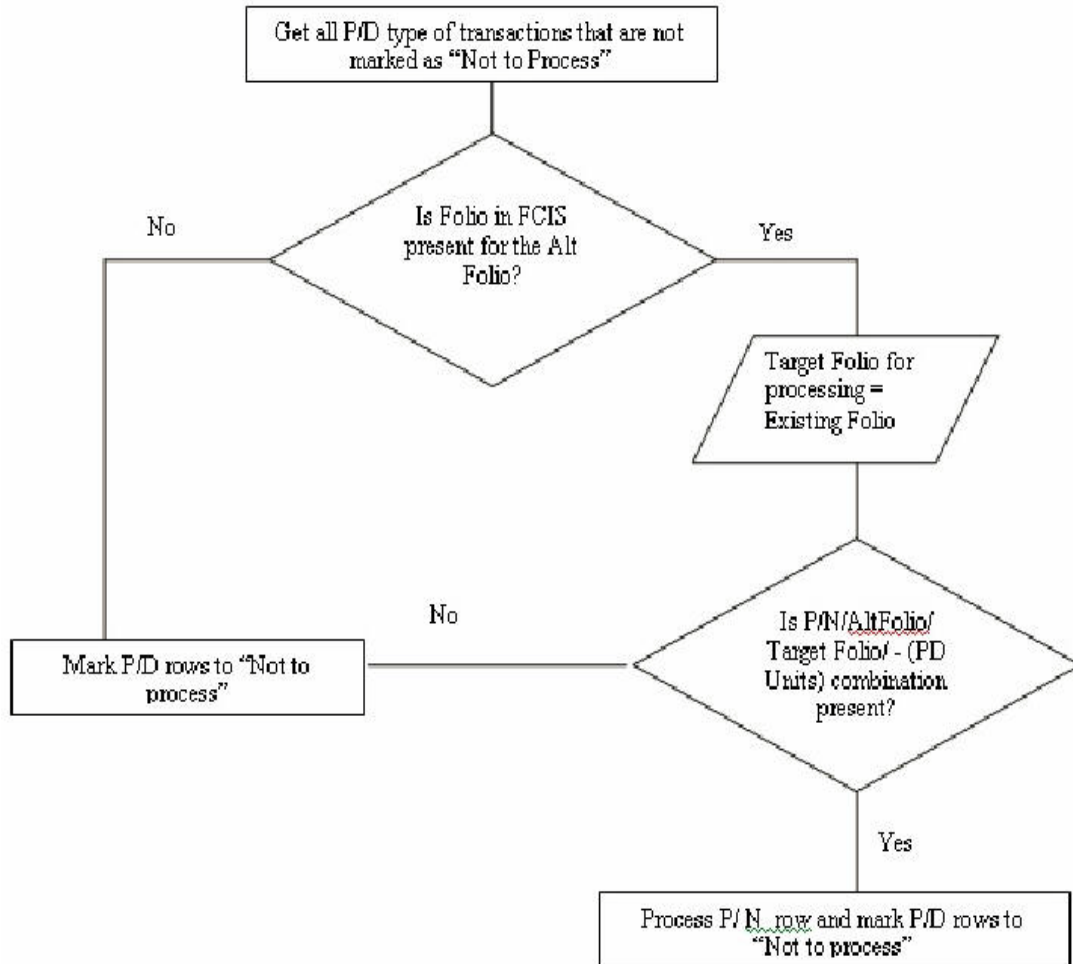 Get all P/D type of transactions that are not
marked as “Not to Process”
Is Folio in FCIS
present for the Alt
Folio?
No
Yes
Target Folio for
processing =
Existing Folio
No
Is P/N/AltFolio/
Target Folio/ - (PD
Units) combination
present?
Mark P/D rows to “Not to
process”
Yes
Process P/ N row and mark P/D rows to
“Not to process”